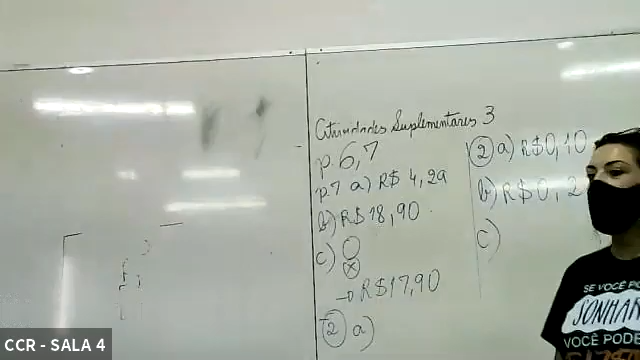 Atividades Suplementares 3
p. 6, 7
p.7 a) R$ 4,29
b) R$ 18,90
c) ○
ⓧ
→ R$17,90
② a)
② a) R$0,10
b) R$0,2
c)
SE VOCÊ PO
SONHAR
VOCÊ PODE
CCR - SALA 4